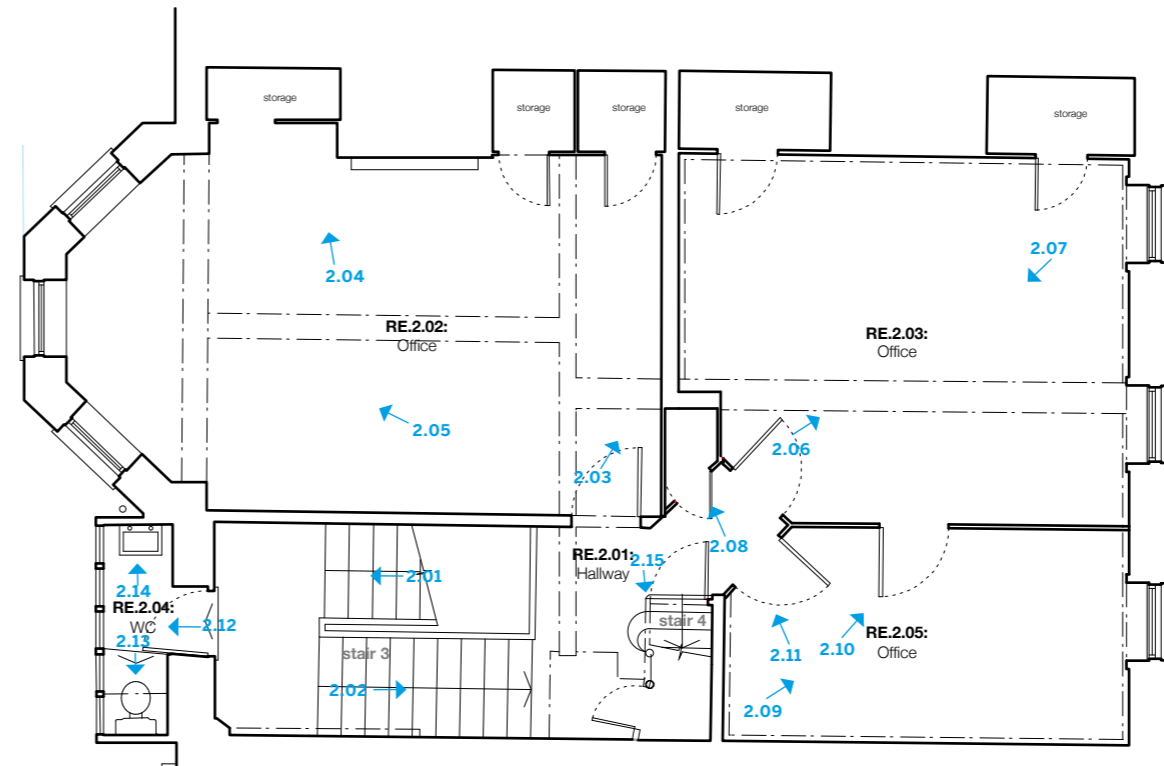 storage
storage
storage
storage
storage
2.07
2.04
RE.2.02:
Office
RE.2.03:
Office
2.05
2.06
2.03
2.08
RE.2.01:
Hallway
2.15
2.01
2.14
RE.2.04:
WC
2.12
2.13
stair 4
stair 3
2.02
RE.2.05:
Office
2.10
2.11
2.09